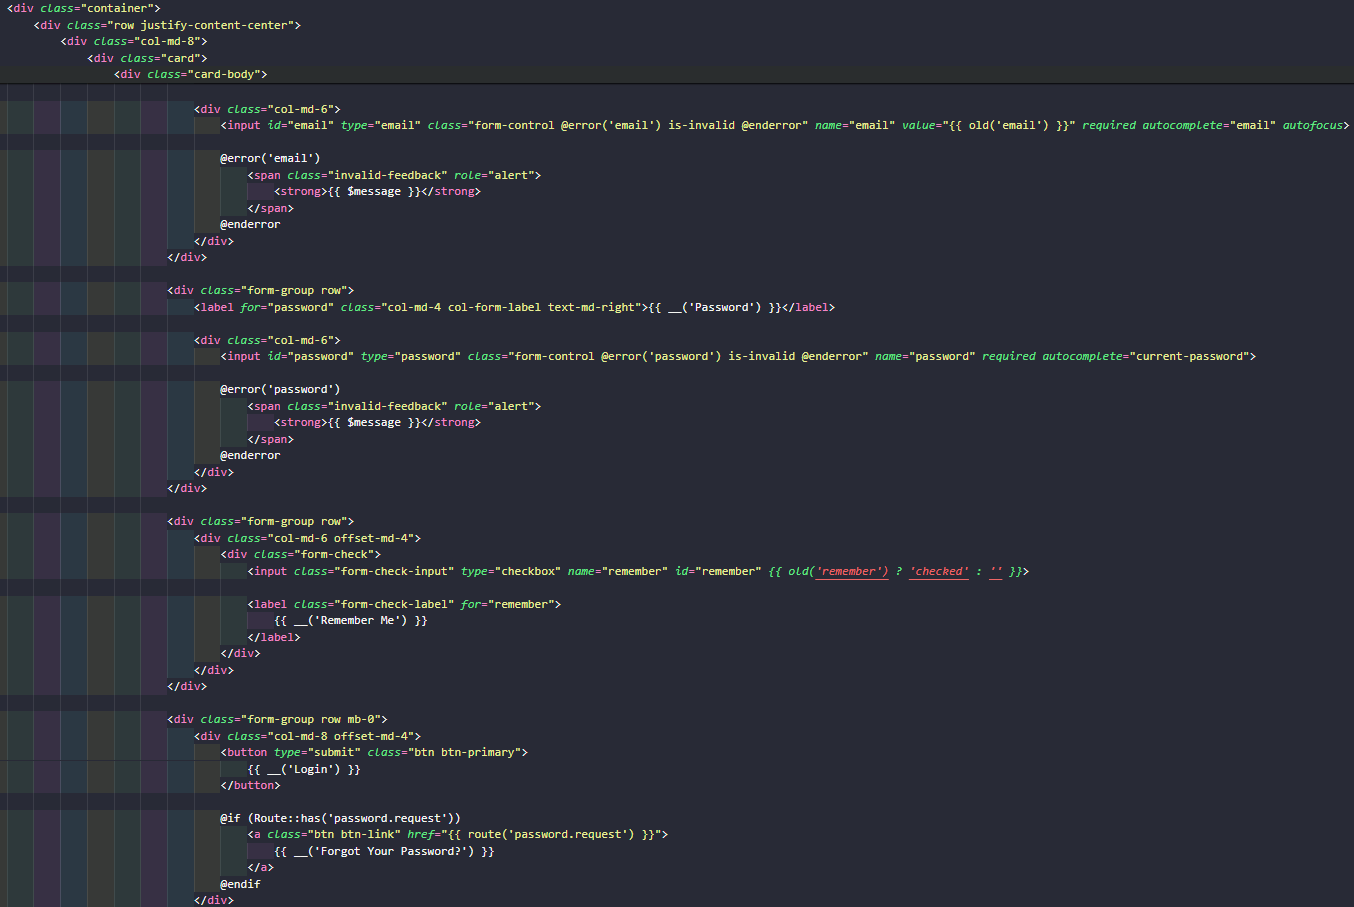 <div class="container">
<div class="row justify-content-center">
<div class="col-md-8">
<div class="card">
<div class="card-body">
<div class="col-md-6">
<input id="email" type="email" class="form-control @error('email') is-invalid @enderror" name="email" value="{{ old('email') }}" required autocomplete="email" autofocus>
@error('email')
<span class="invalid-feedback" role="alert">
<strong>{{ $message }}</strong>
</span>
@enderror
</div>
</div>
<div class="form-group row">
<label for="password" class="col-md-4 col-form-label text-md-right">{{ __('Password') }}</label>
<div class="col-md-6">
<input id="password" type="password" class="form-control @error('password') is-invalid @enderror" name="password" required autocomplete="current-password">
@error('password')
<span class="invalid-feedback" role="alert">
<strong>{{ $message }}</strong>
</span>
@enderror
</div>
</div>
<div class="form-group row">
<div class="col-md-6 offset-md-4">
<div class="form-check">
<input class="form-check-input" type="checkbox" name="remember" id="remember" {{ old('remember') ? 'checked' : '' }}>
<label class="form-check-label" for="remember">
{{ __('Remember Me') }}
</label>
</div>
</div>
</div>
<div class="form-group row mb-0">
<div class="col-md-8 offset-md-4">
<button type="submit" class="btn btn-primary">
{{ __('Login') }}
</button>
@if (Route::has('password.request'))
<a class="btn btn-link" href="{{ route('password.request') }}">
{{ __('Forgot Your Password?') }}
</a>
@endif
</div>